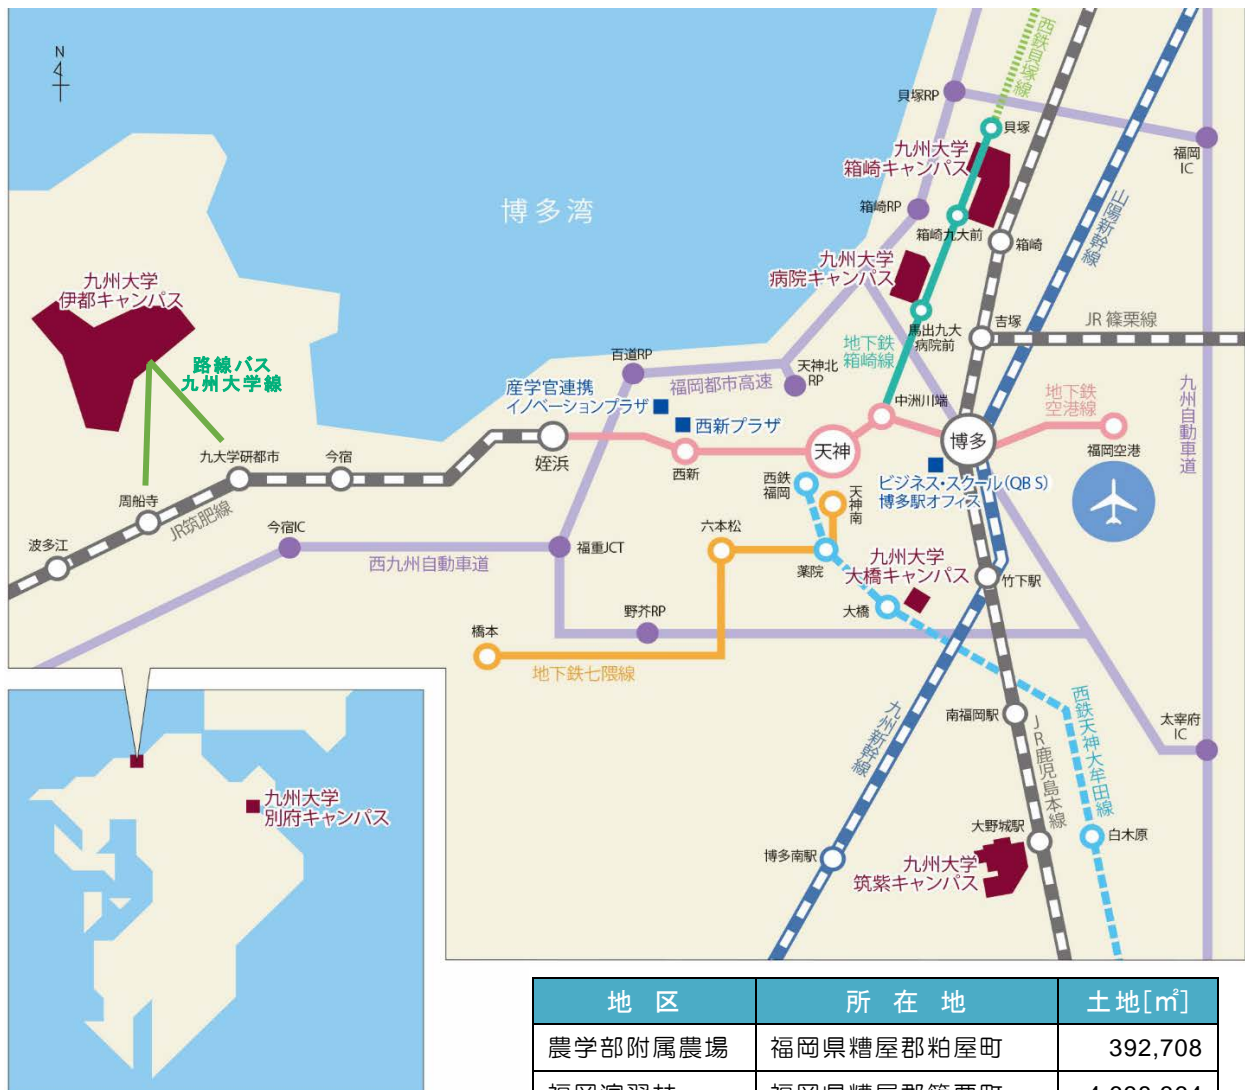 N
西鉄貝塚線
貝塚RP
貝塚
福岡
IC
九州大学
箱崎キャンパス
山陽新幹線
箱崎RP
箱崎九大前
箱崎
博多湾
九州大学
病院キャンパス
九州大学
伊都キャンパス
馬出九大
病院前
吉塚
JR篠栗線
地下鉄
箱崎線
路線バス
九州大学線
百道RP
天神北
RP
福岡都市高速
産学官連携
イノベーションプラザ
西新プラザ
中洲川端
地下鉄
空港線
九州自動車道
天神
博多
福岡空港
姪浜
西新
九大学研都市
今宿
西鉄
福岡
天神南
ビジネス・スクール(QBS)
博多駅オフィス
周船寺
JR筑肥線
今宿IC
六本松
波多江
西九州自動車道
福重JCT
薬院
九州大学
大橋キャンパス
竹下駅
野芥RP
大橋
橋本
地下鉄七隈線
九州新幹線
南福岡駅
JR鹿児島本線
西鉄天神大牟田線
太宰府
IC
九州大学
別府キャンパス
大野城駅
白木原
博多南駅
九州大学
筑紫キャンパス
地 区 所 在 地 土地[㎡]
農学部附属農場 福岡県糟屋郡粕屋町 392,708